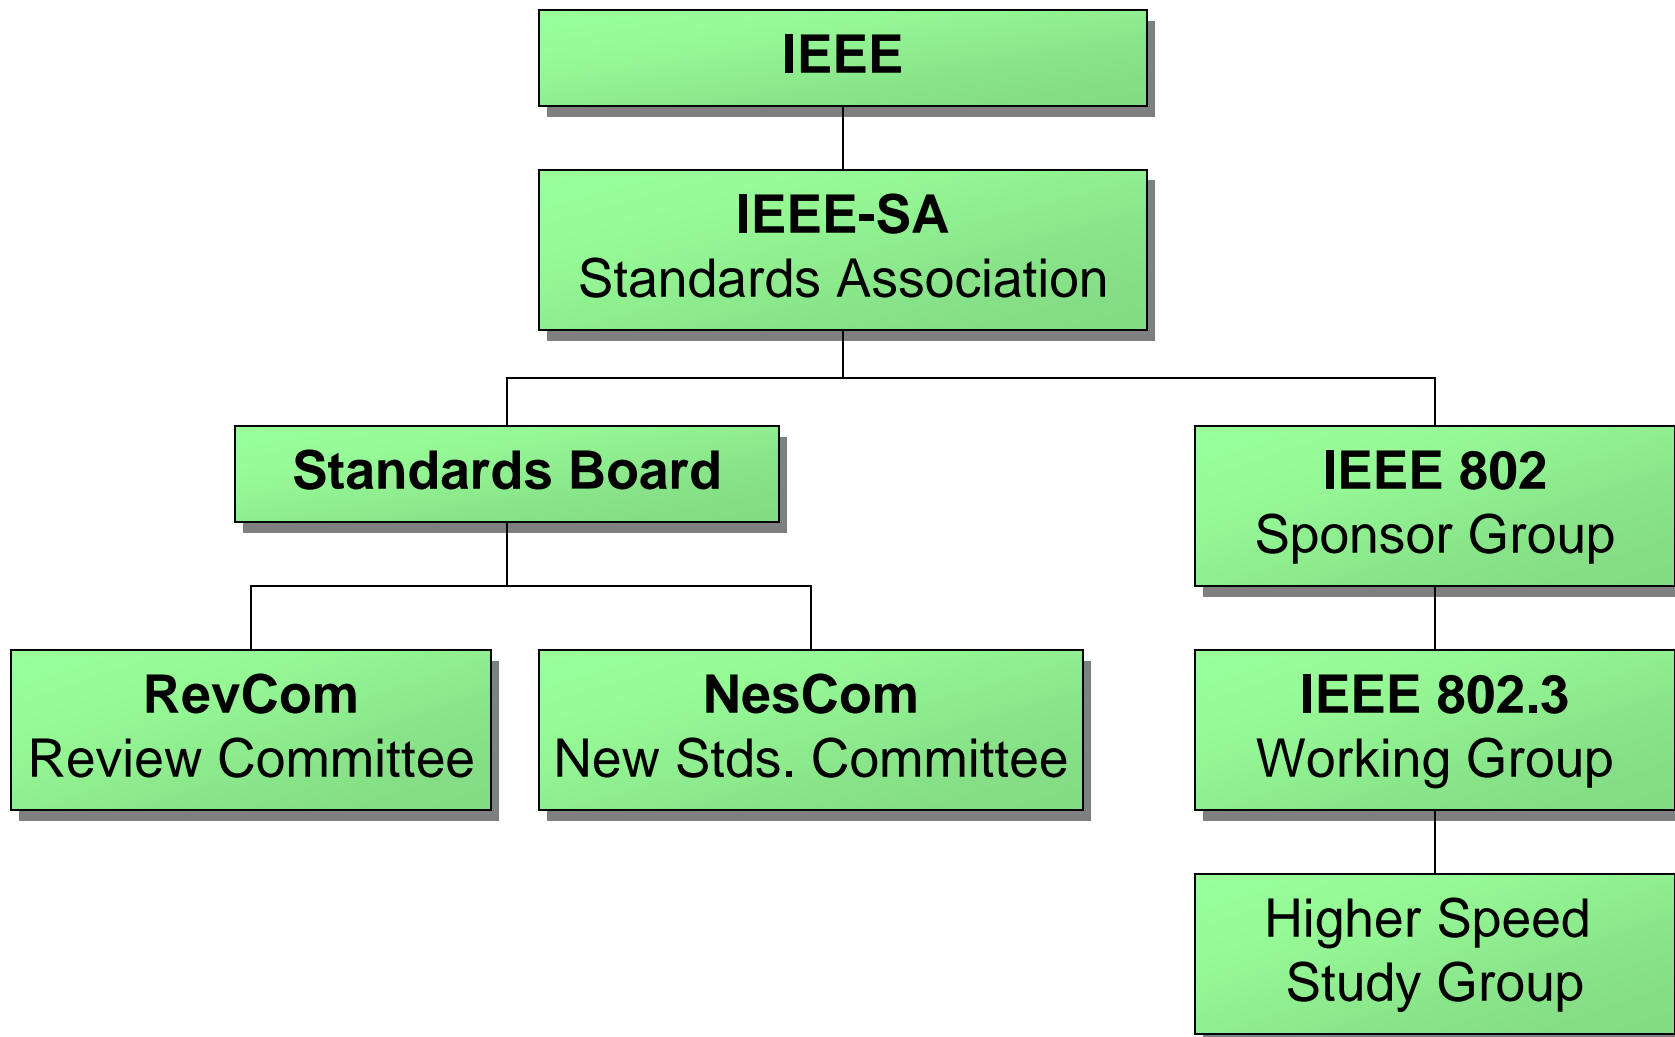 IEEE
IEEE-SA
Standards Association
Standards Board
IEEE 802
Sponsor Group
RevCom
Review Committee
NesCom
New Stds. Committee
IEEE 802.3
Working Group
Higher Speed
Study Group